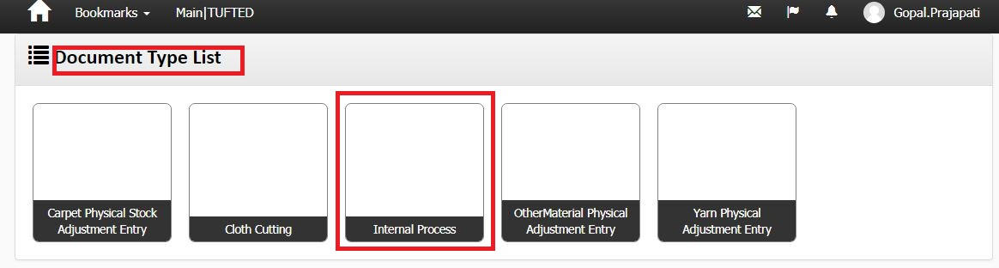 Bookmarks Main|TUFTED Gopal.Prajapati
Document Type List
Carpet Physical Stock
Adjustment Entry
Cloth Cutting
Internal Process
OtherMaterial Physical
Adjustment Entry
Yarn Physical
Adjustment Entry